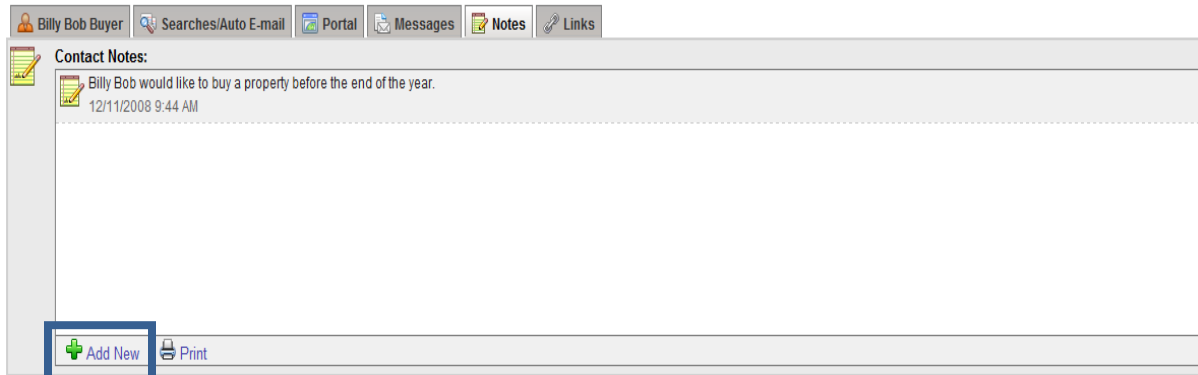 Billy Bob Buyer Searches/Auto E-mail Portal Messages Notes Links
Contact Notes:
Billy Bob would like to buy a property before the end of the year.
12/11/2008 9:44 AM
Add New Print